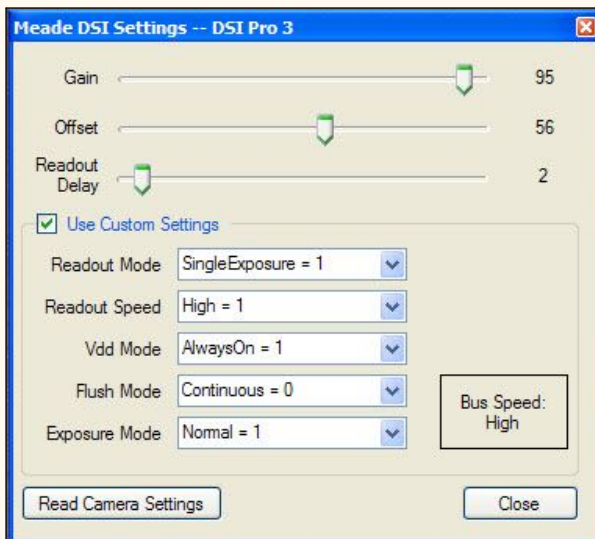 Meade DSI Settings -- DSI Pro 3
Gain 95
Offset 56
Readout Delay 2
Use Custom Settings
Readout Mode SingleExposure = 1
Readout Speed High = 1
Vdd Mode AlwaysOn = 1
Flush Mode Continuous = 0
Exposure Mode Normal = 1
Bus Speed:
High
Read Camera Settings Close